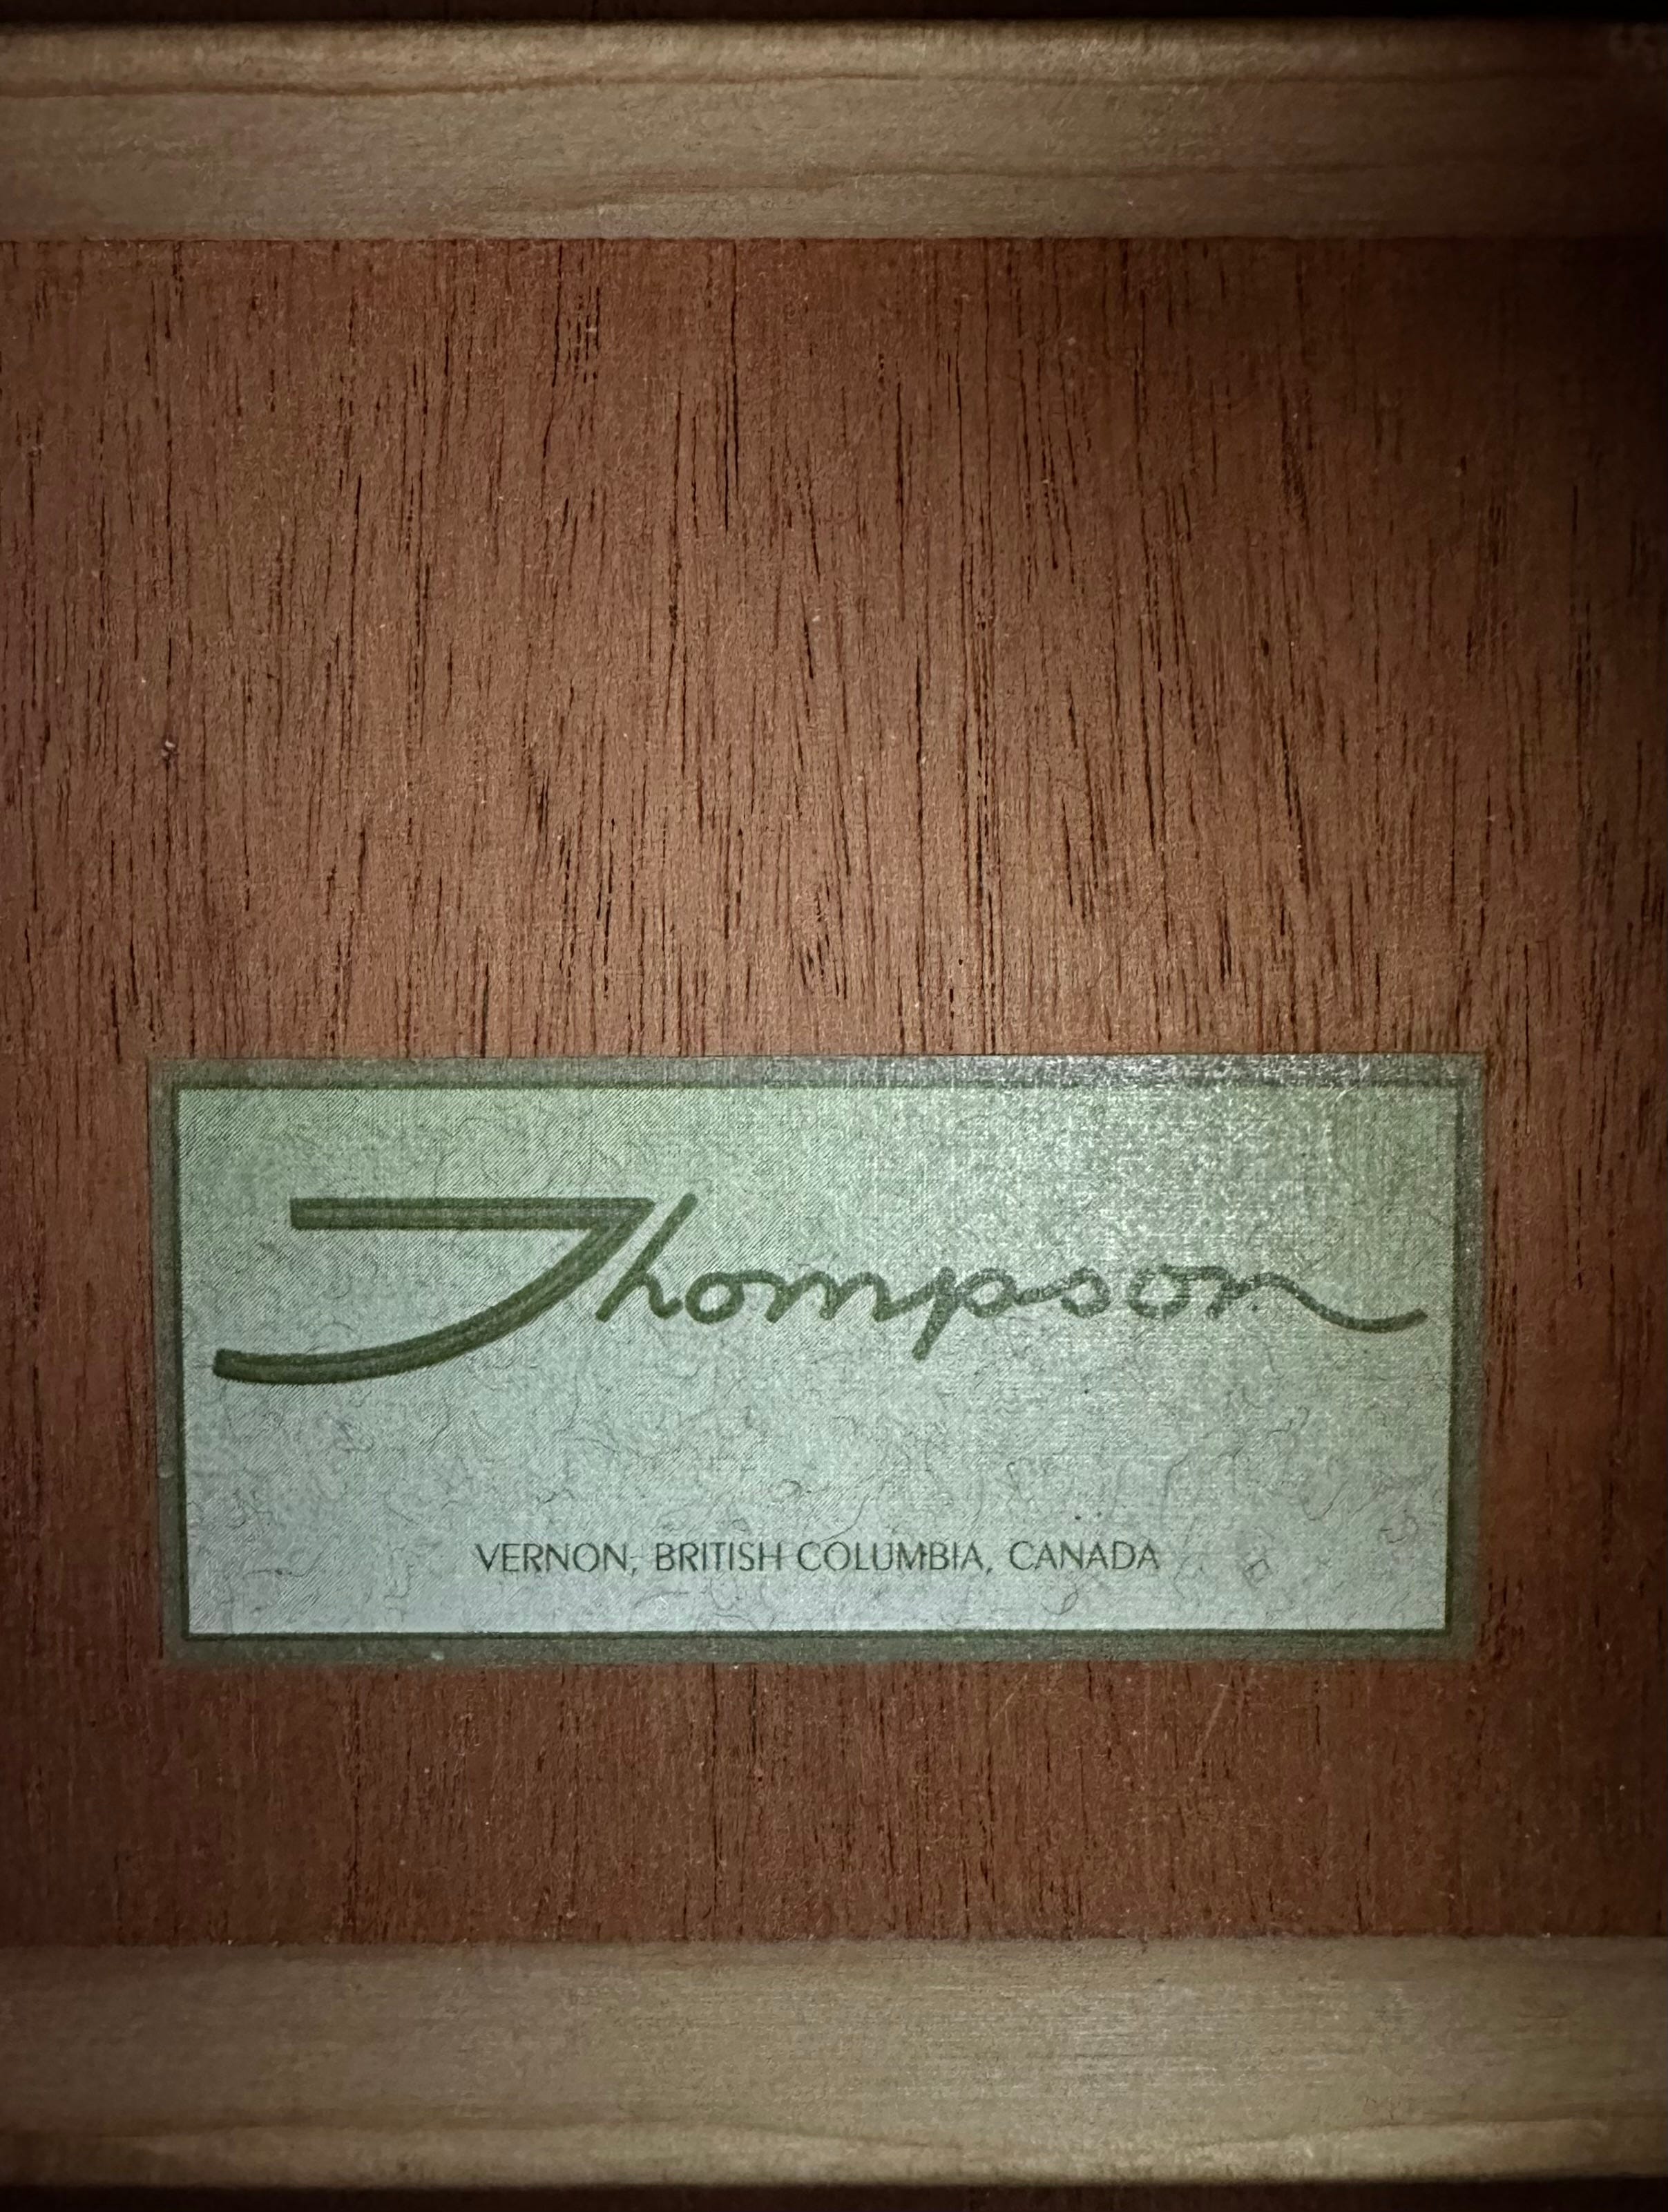 Thompson
VERNON, BRITISH COLUMBIA, CANADA